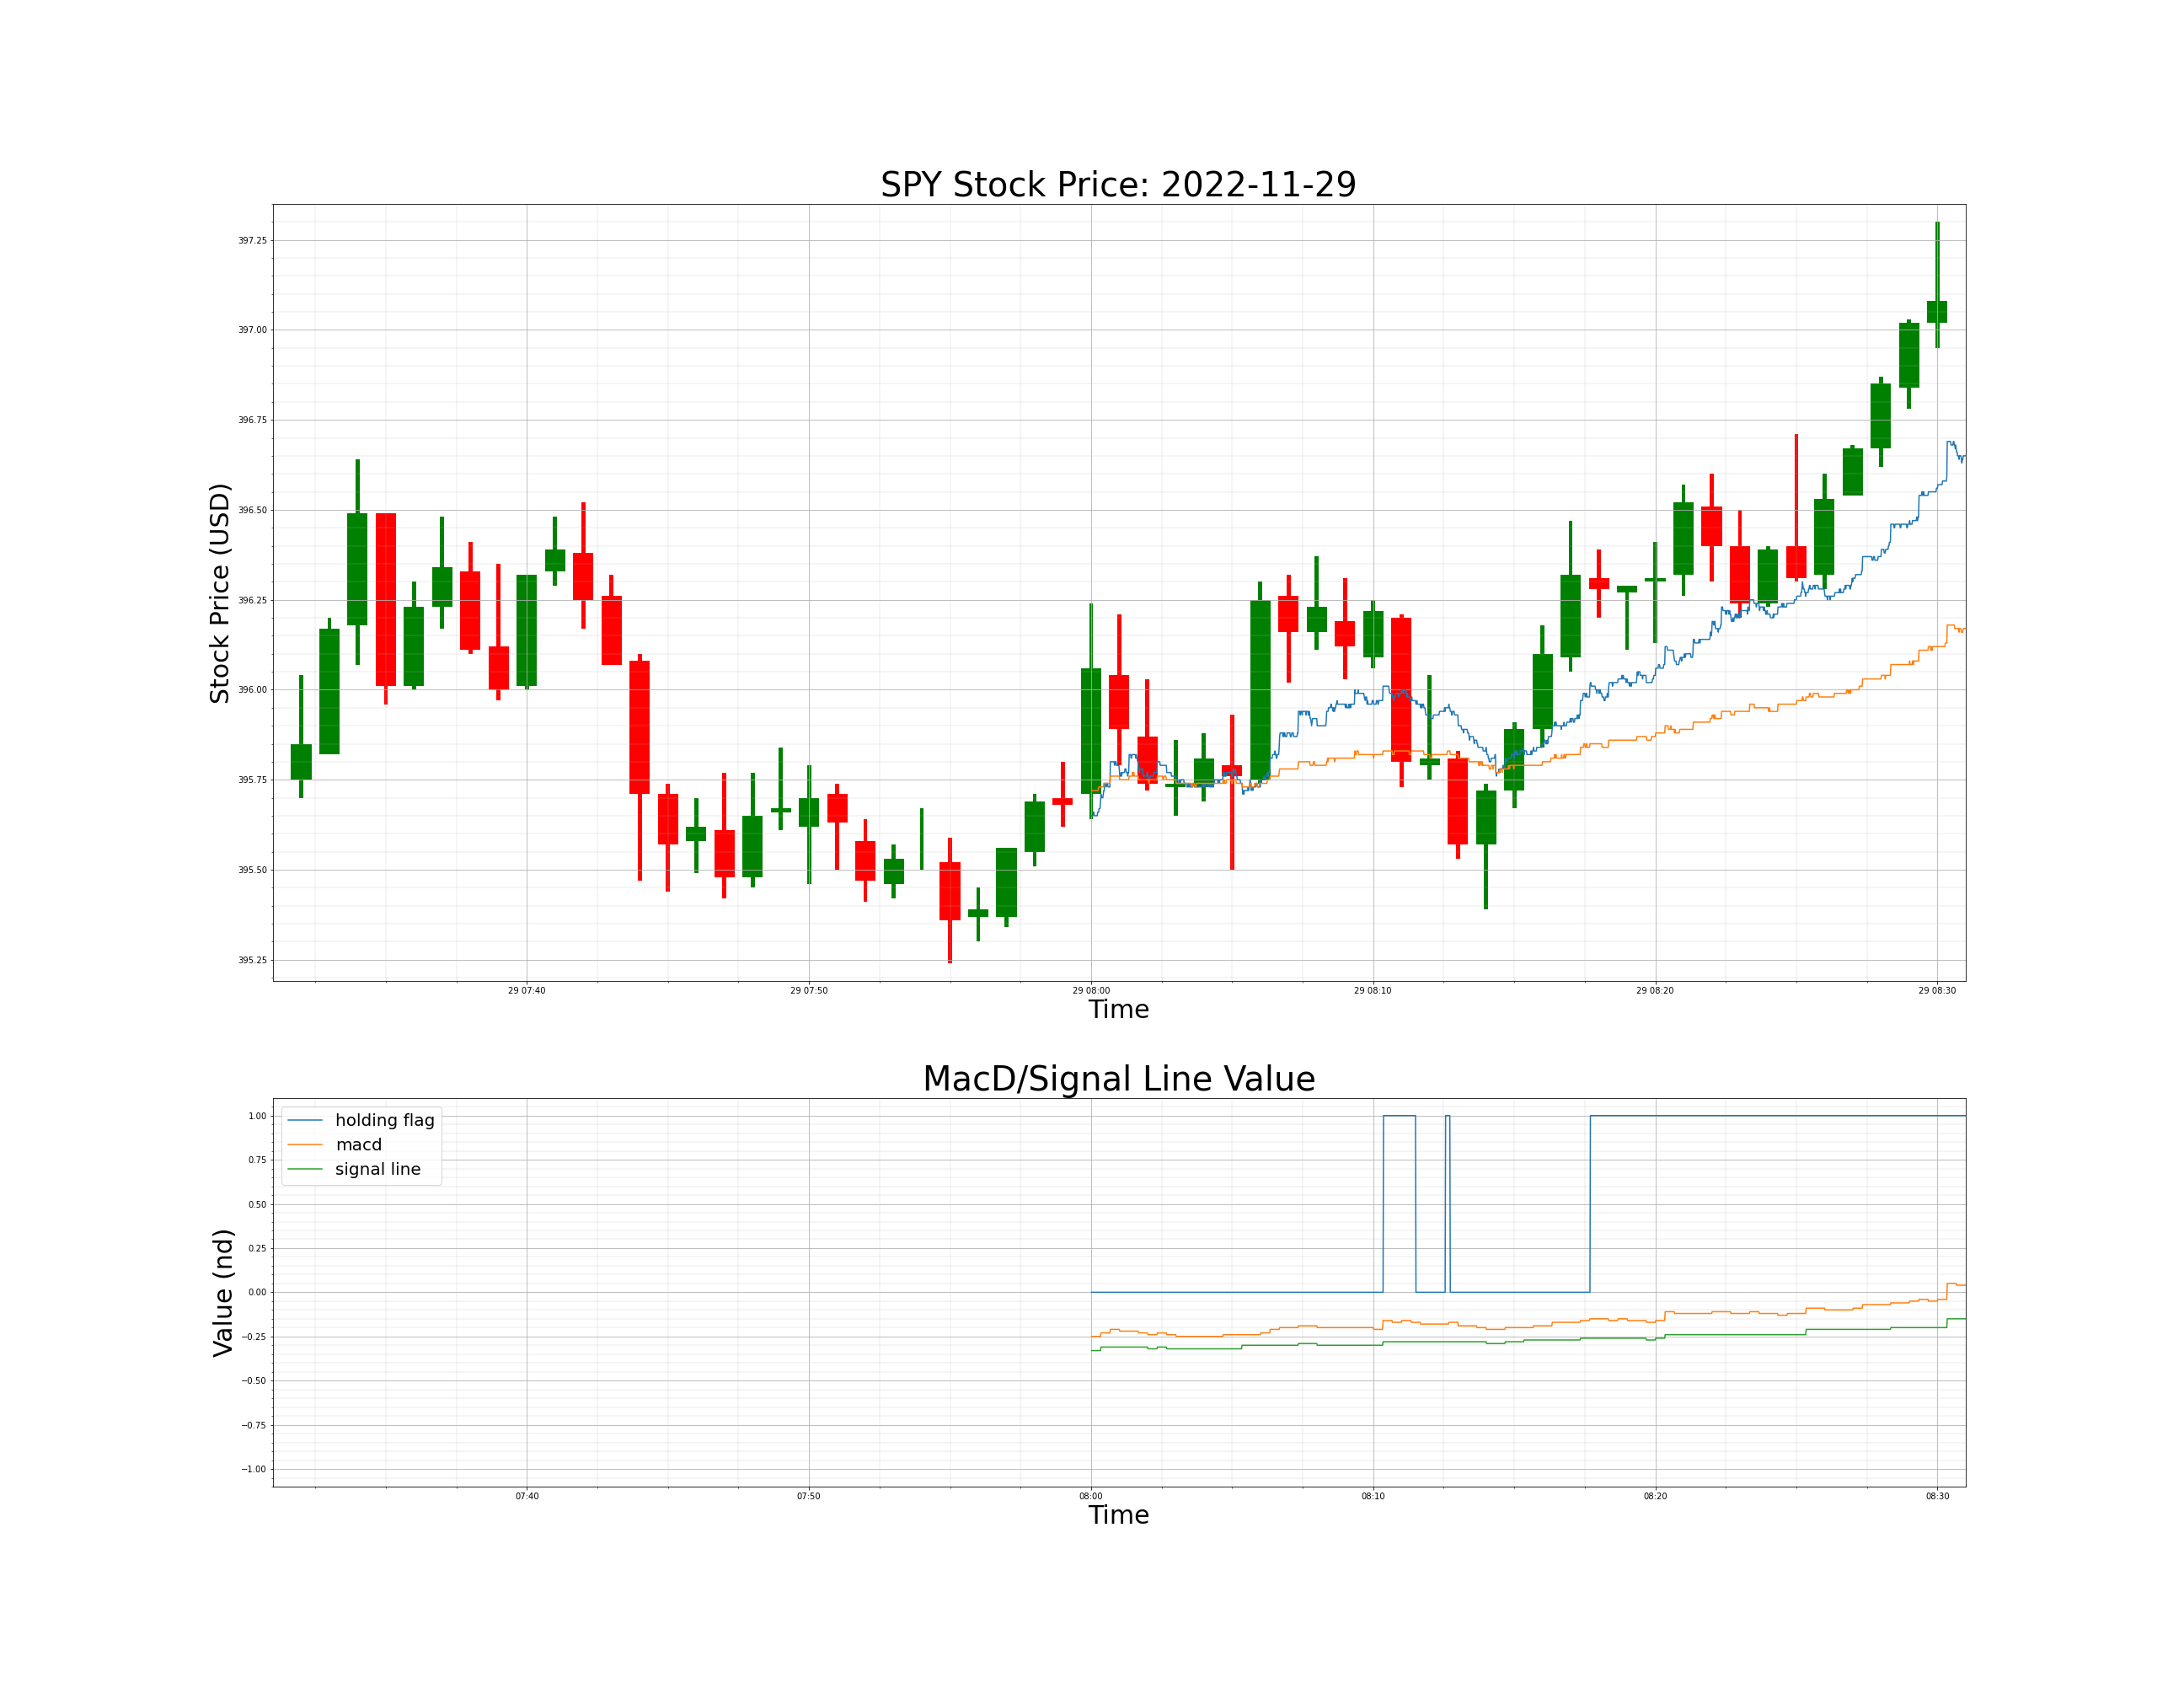 SPY Stock Price: 2022-11-29
Stock Price (USD)
397.25
397.00
396.75
396.50
396.25
396.00
395.75
395.50
395.25
29 07:40 29 07:50 29 08:00 29 08:10 29 08:20 29 08:30
Time
MacD/Signal Line Value
Value (nd)
1.00
0.75
0.50
0.25
0.00
−0.25
−0.50
−0.75
−1.00
holding flag
macd
signal line
07:40 07:50 08:00 08:10 08:20 08:30
Time